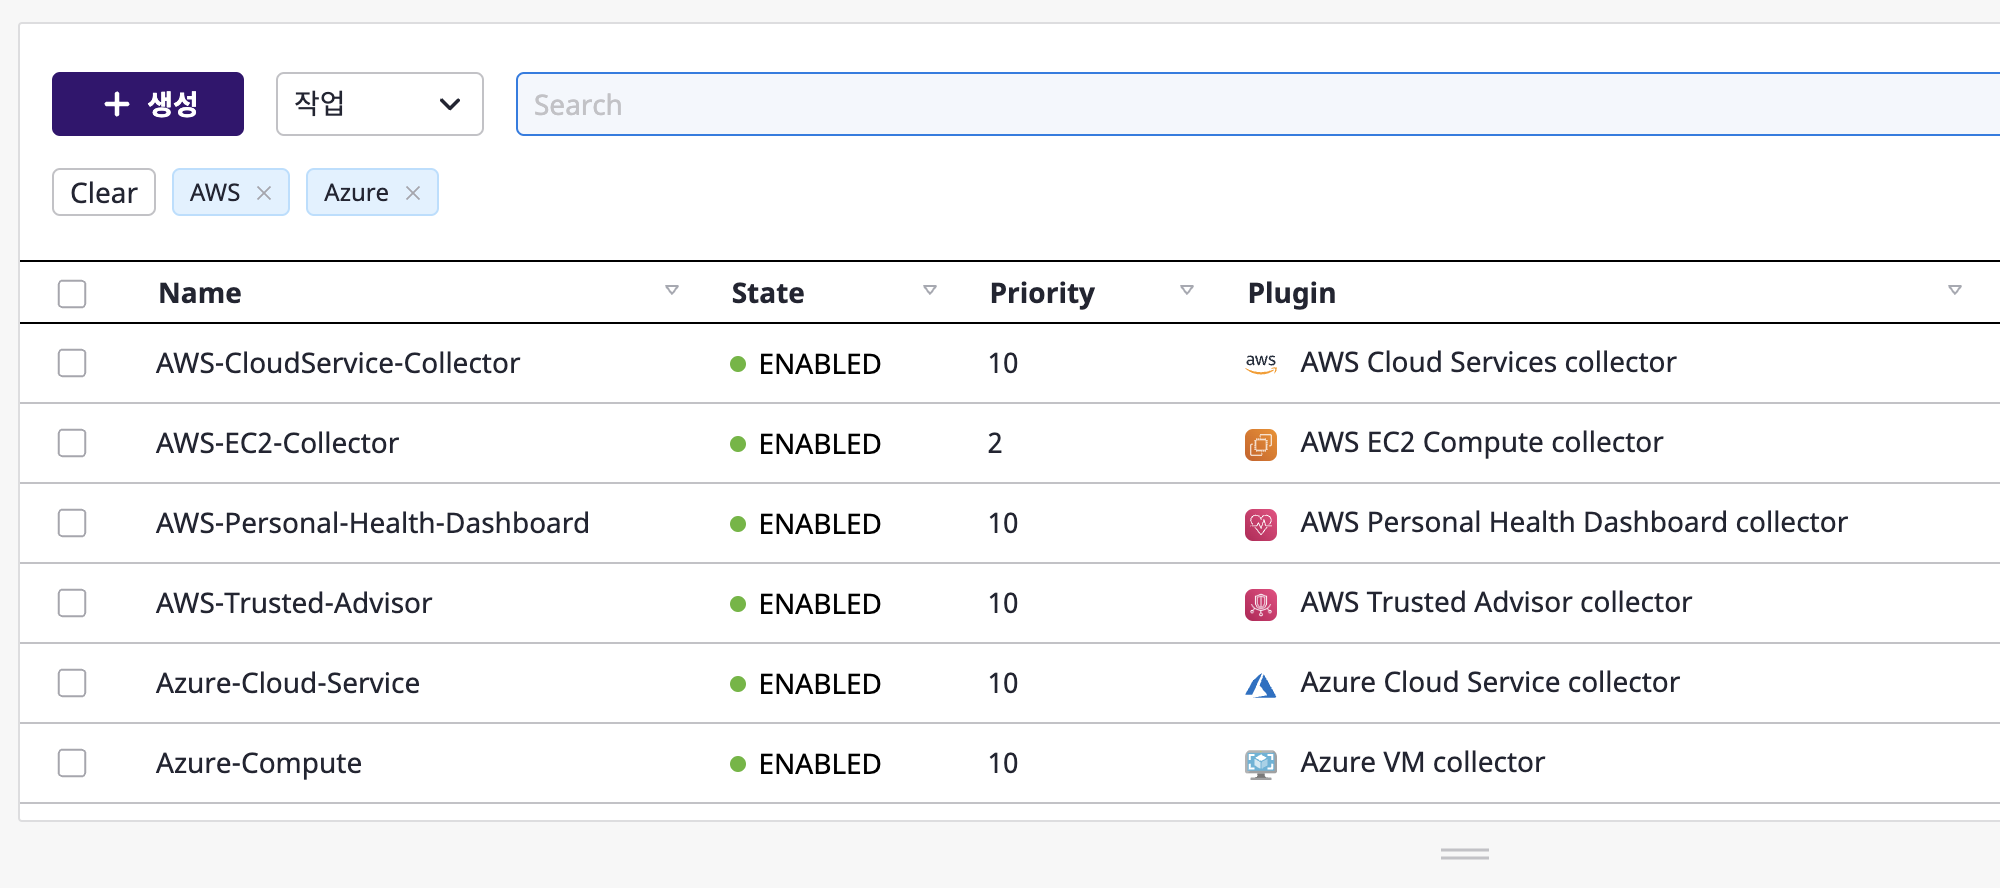 + 생성 작업 Search
Clear AWS × Azure ×
Name State Priority Plugin
AWS-CloudService-Collector ENABLED 10 aws AWS Cloud Services collector
AWS-EC2-Collector ENABLED 2 AWS EC2 Compute collector
AWS-Personal-Health-Dashboard ENABLED 10 AWS Personal Health Dashboard collector
AWS-Trusted-Advisor ENABLED 10 AWS Trusted Advisor collector
Azure-Cloud-Service ENABLED 10 Azure Cloud Service collector
Azure-Compute ENABLED 10 Azure VM collector